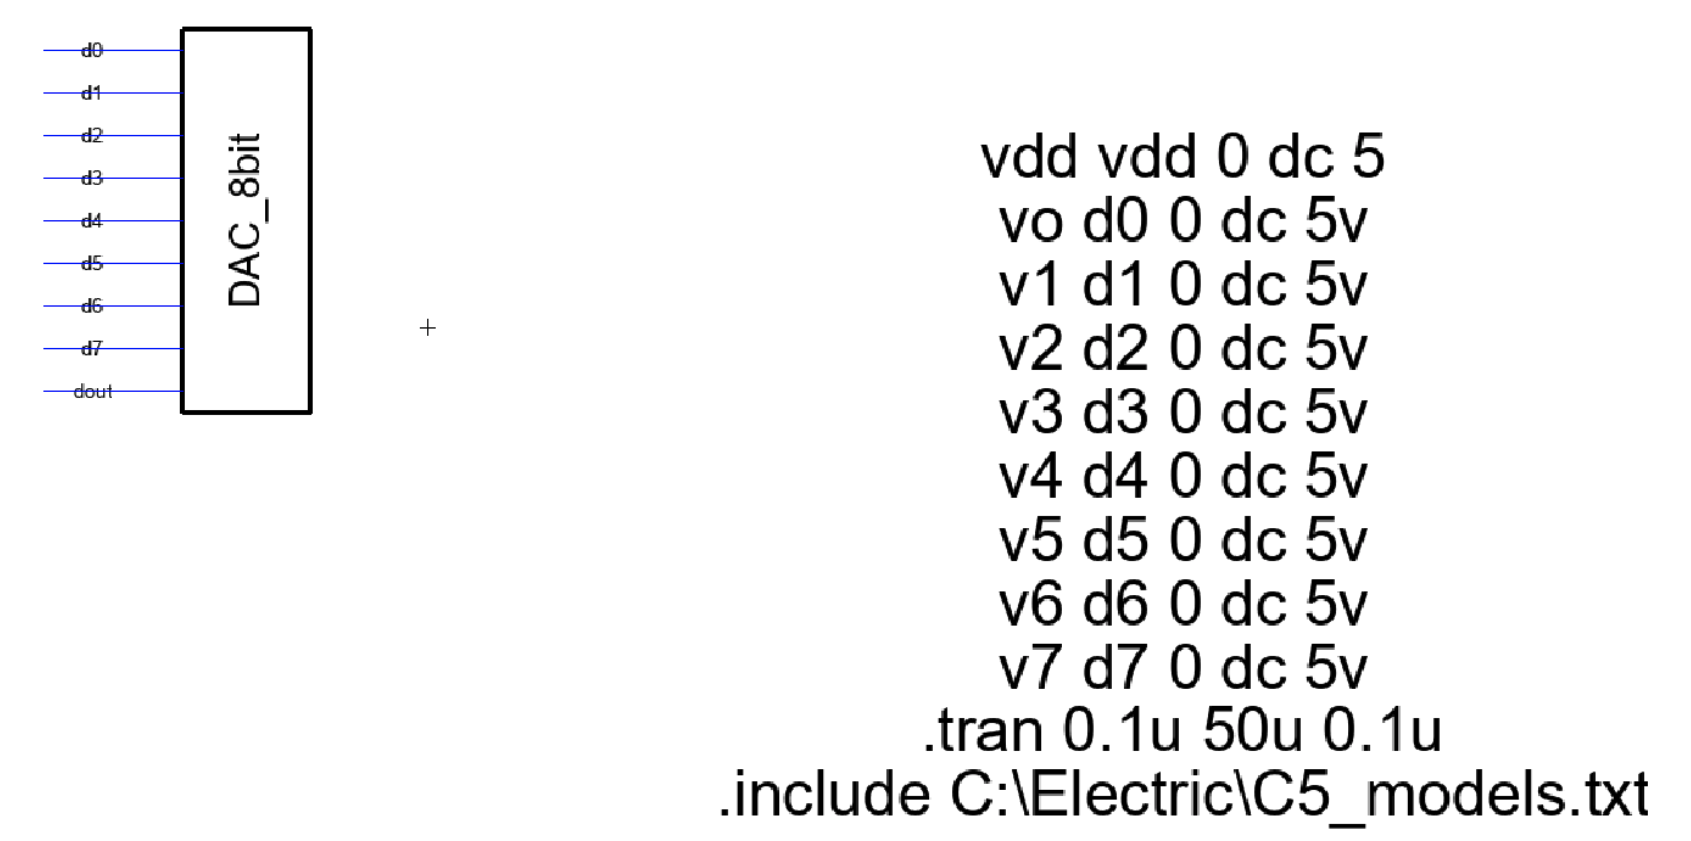 d0
d1
d2
d3
d4
d5
d6
d7
dout
DAC_8bit
vdd vdd 0 dc 5
vo d0 0 dc 5v
v1 d1 0 dc 5v
v2 d2 0 dc 5v
v3 d3 0 dc 5v
v4 d4 0 dc 5v
v5 d5 0 dc 5v
v6 d6 0 dc 5v
v7 d7 0 dc 5v
.tran 0.1u 50u 0.1u
.include C:\Electric\C5_models.txt